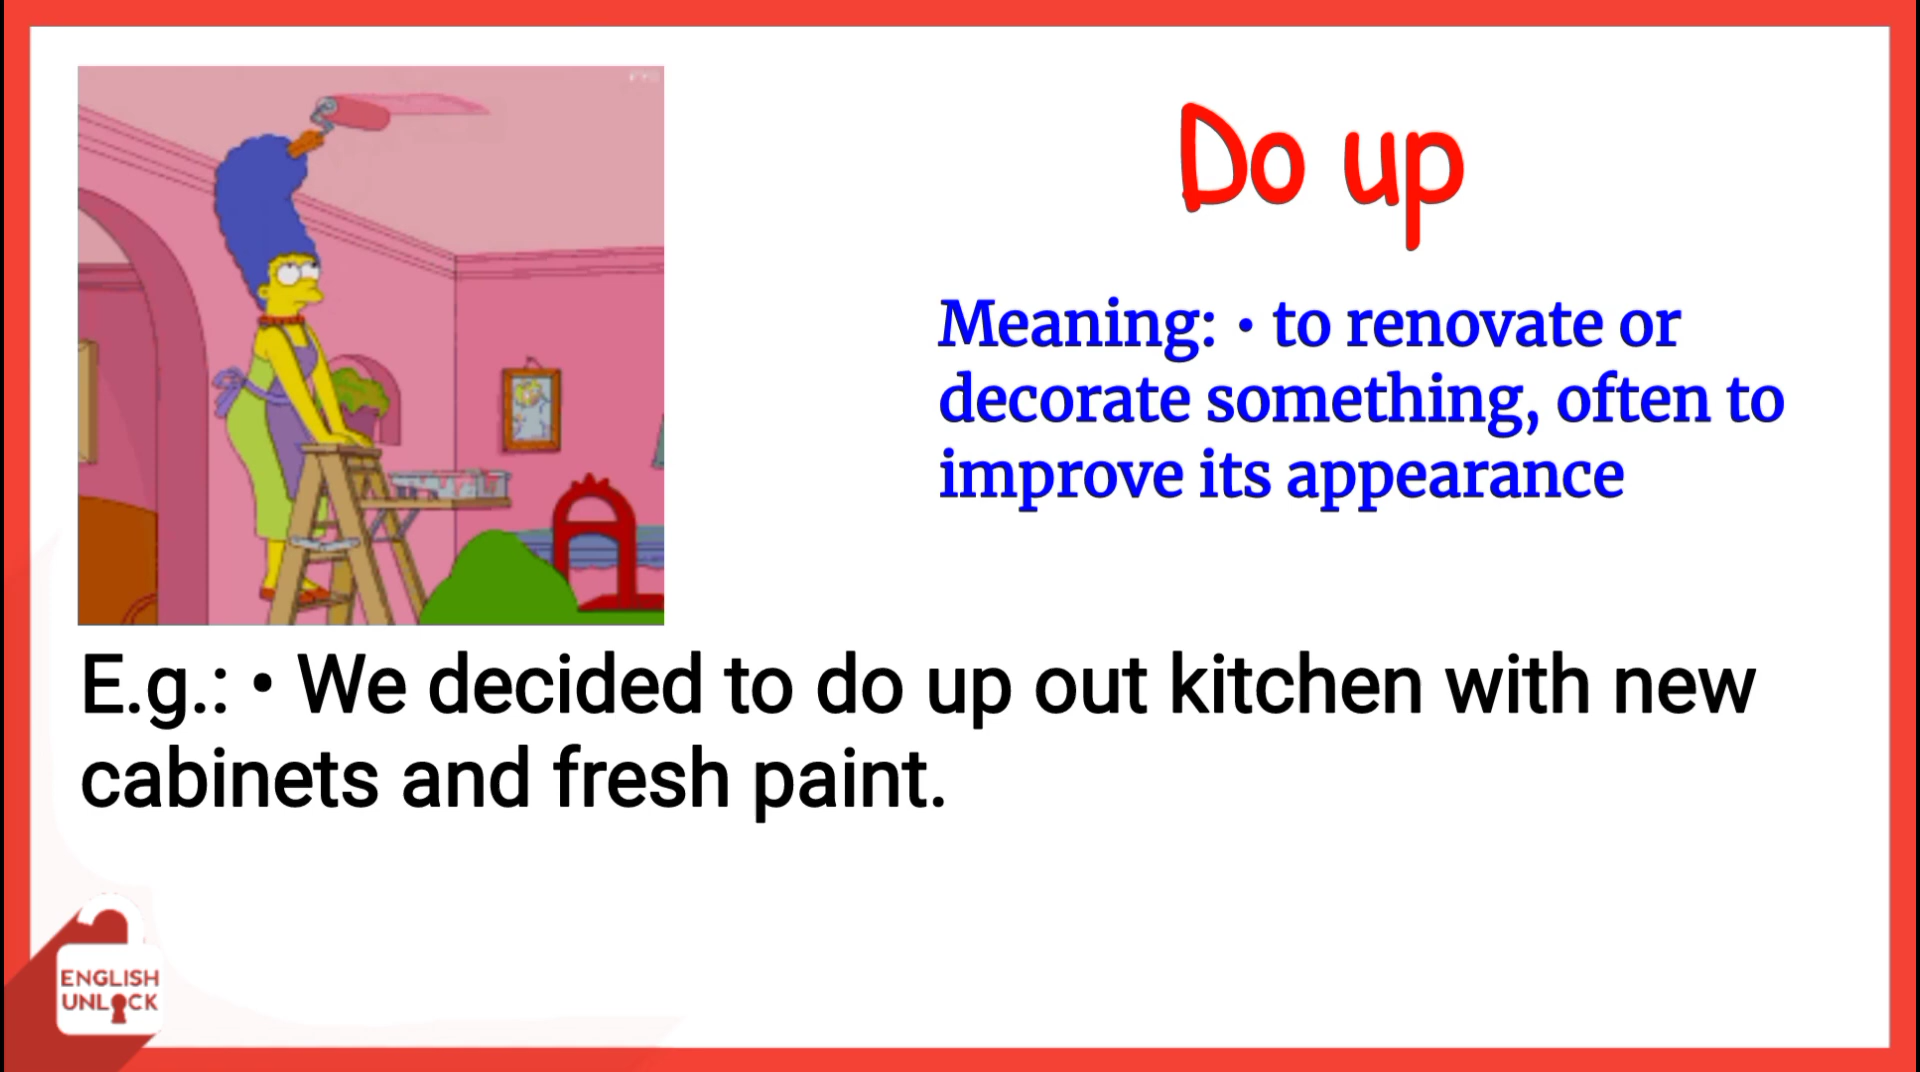 Do up
Meaning: • to renovate or
decorate something, often to
improve its appearance
E.g.: • We decided to do up out kitchen with new
cabinets and fresh paint.
ENGLISH
UNLOCK